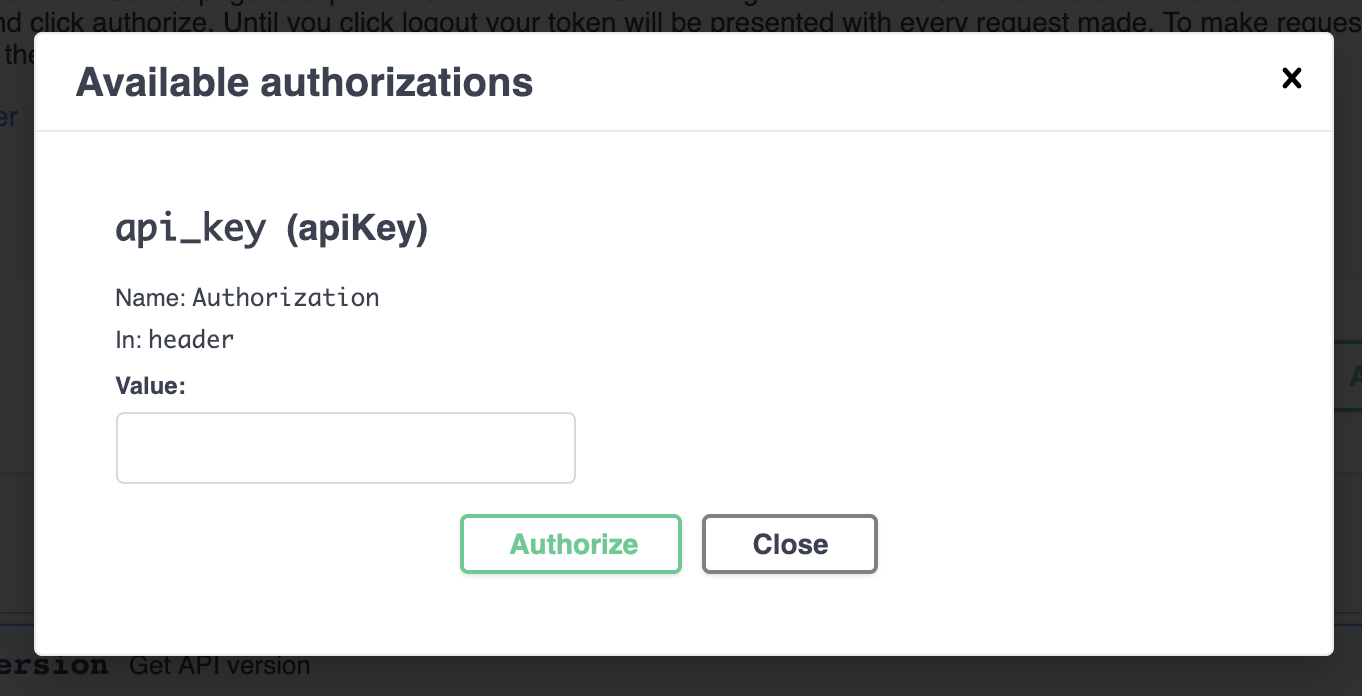 nd click authorize. Until you click logout your token will be presented with every request made. To make reques
the
Available authorizations
er
api_key (apiKey)
Name: Authorization
In: header
Value:
Authorize
Close
ersion Get API version